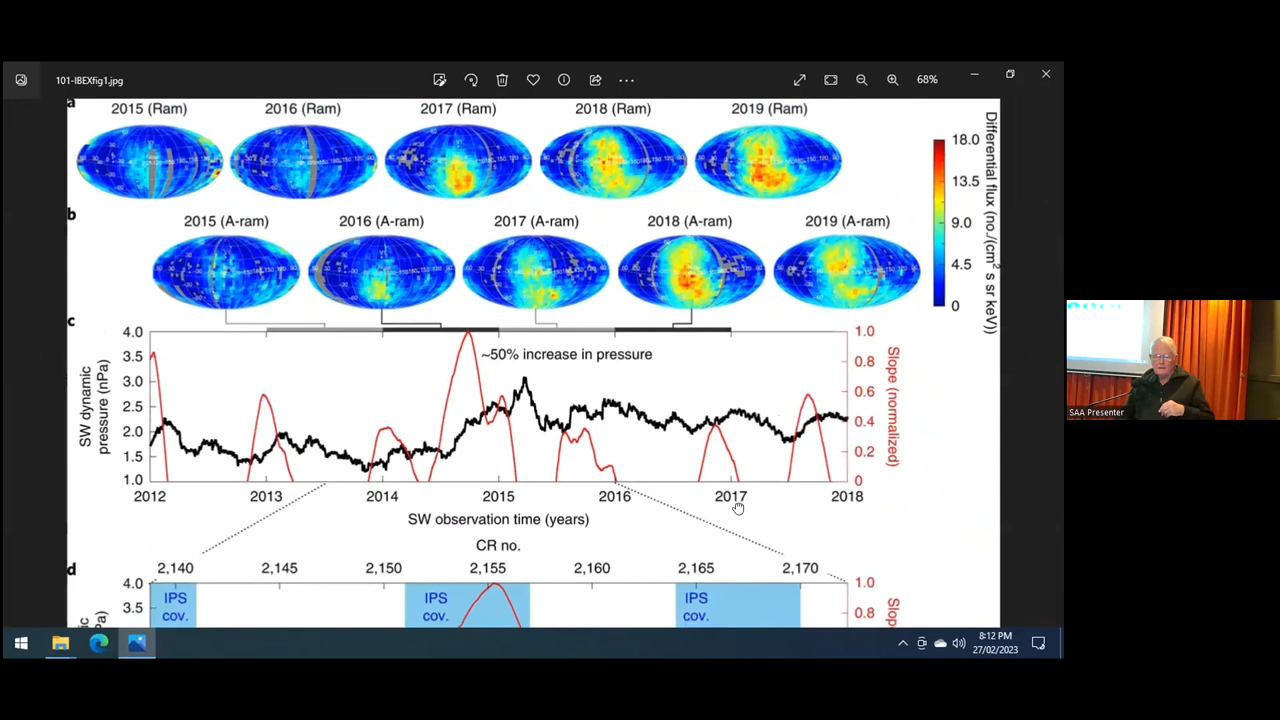 101-IBEXfig1.jpg
68%
a
2015 (Ram)
2016 (Ram)
2017 (Ram)
2018 (Ram)
2019 (Ram)
b
2015 (A-ram)
2016 (A-ram)
2017 (A-ram)
2018 (A-ram)
2019 (A-ram)
18.0
13.5
9.0
4.5
0
Differential flux (no./(cm² s sr keV))
c
SW dynamic
pressure (nPa)
4.0
3.5
3.0
2.5
2.0
1.5
1.0
~50% increase in pressure
1.0
0.8
0.6
0.4
0.2
0
Slope (normalized)
2012
2013
2014
2015
2016
2017
2018
SW observation time (years)
CR no.
d
2,140
2,145
2,150
2,155
2,160
2,165
2,170
4.0
3.5
IPS
cov.
IPS
cov.
IPS
cov.
1.0
0.8
SAA Presenter
8:12 PM
27/02/2023